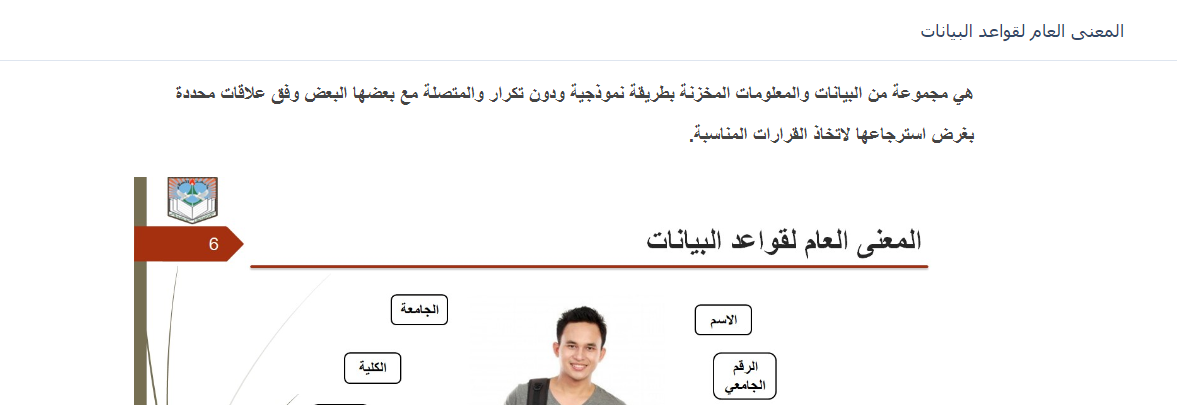 المعنى العام لقواعد البيانات
هي مجموعة من البيانات والمعلومات المخزنة بطريقة نموذجية ودون تكرار والمتصلة مع بعضها البعض وفق علاقات محددة
بغرض استرجاعها لاتخاذ القرارات المناسبة.
6
المعنى العام لقواعد البيانات
الجامعة
الاسم
الكلية
الرقم
الجامعي